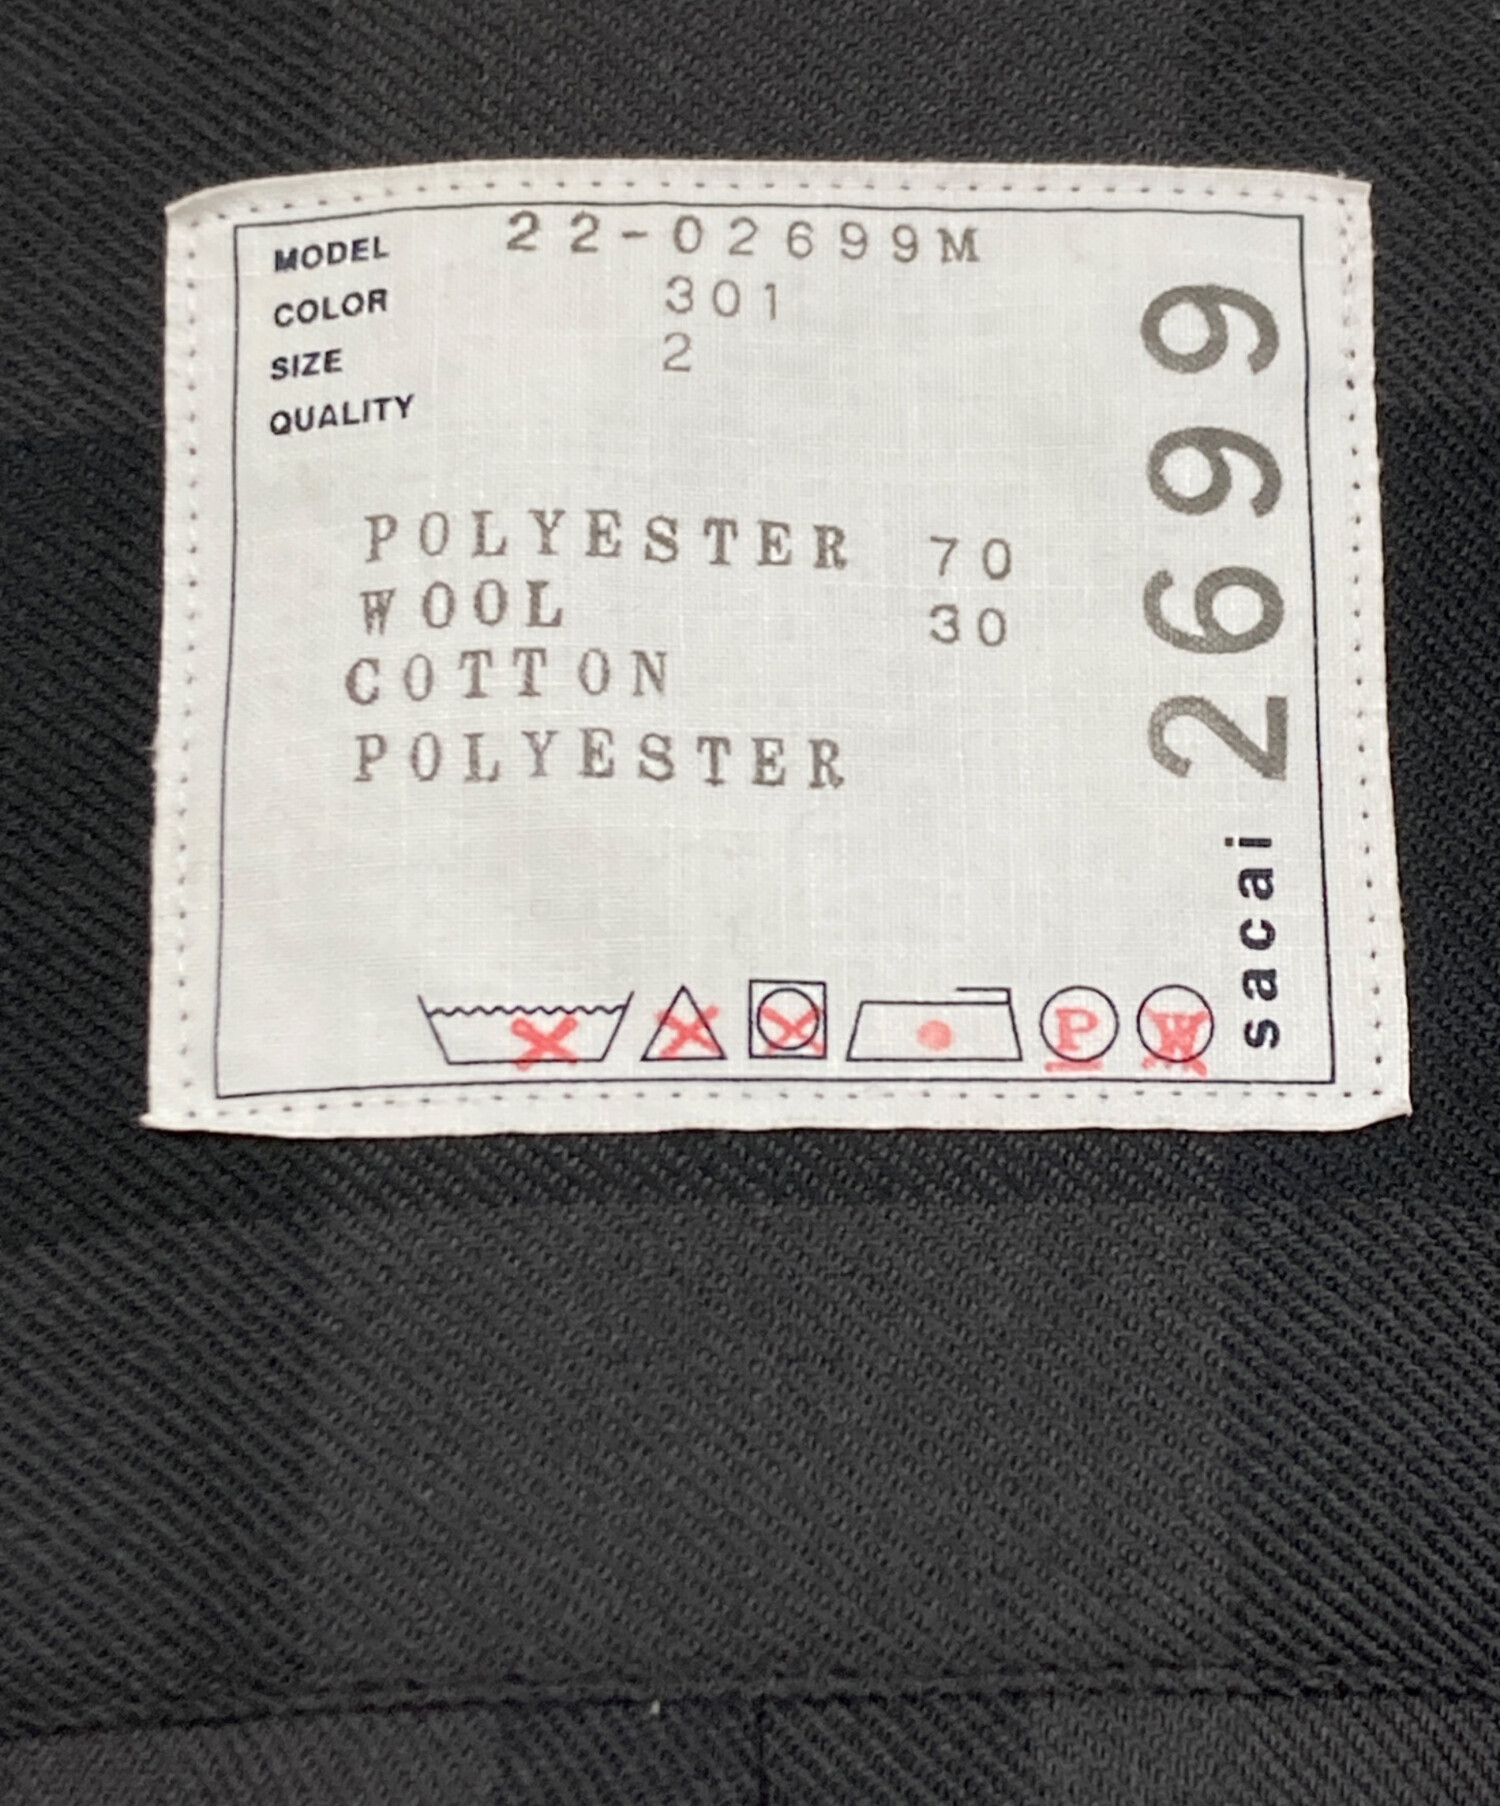 MODEL 22-02699M
COLOR 301
SIZE 2
QUALITY
POLYESTER 70
WOOL 30
COTTON
POLYESTER
P W
sacai 2699